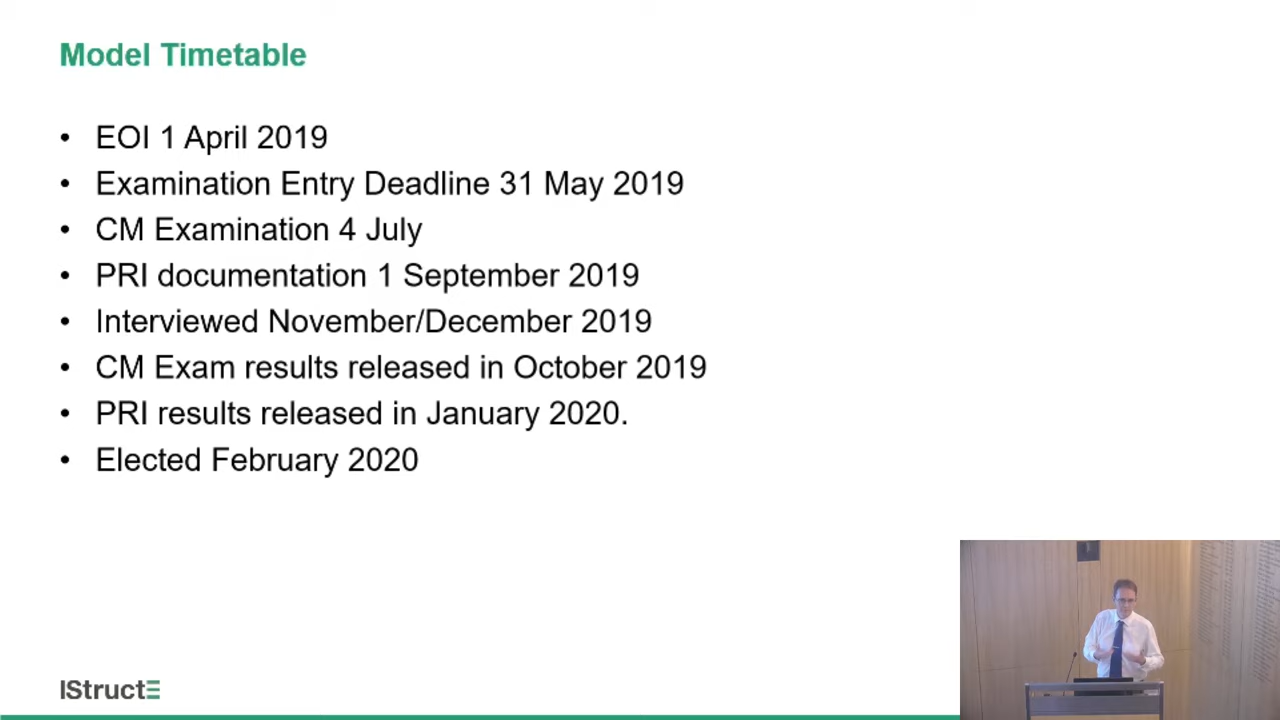 Model Timetable
• EOI 1 April 2019
• Examination Entry Deadline 31 May 2019
• CM Examination 4 July
• PRI documentation 1 September 2019
• Interviewed November/December 2019
• CM Exam results released in October 2019
• PRI results released in January 2020.
• Elected February 2020
IStructE